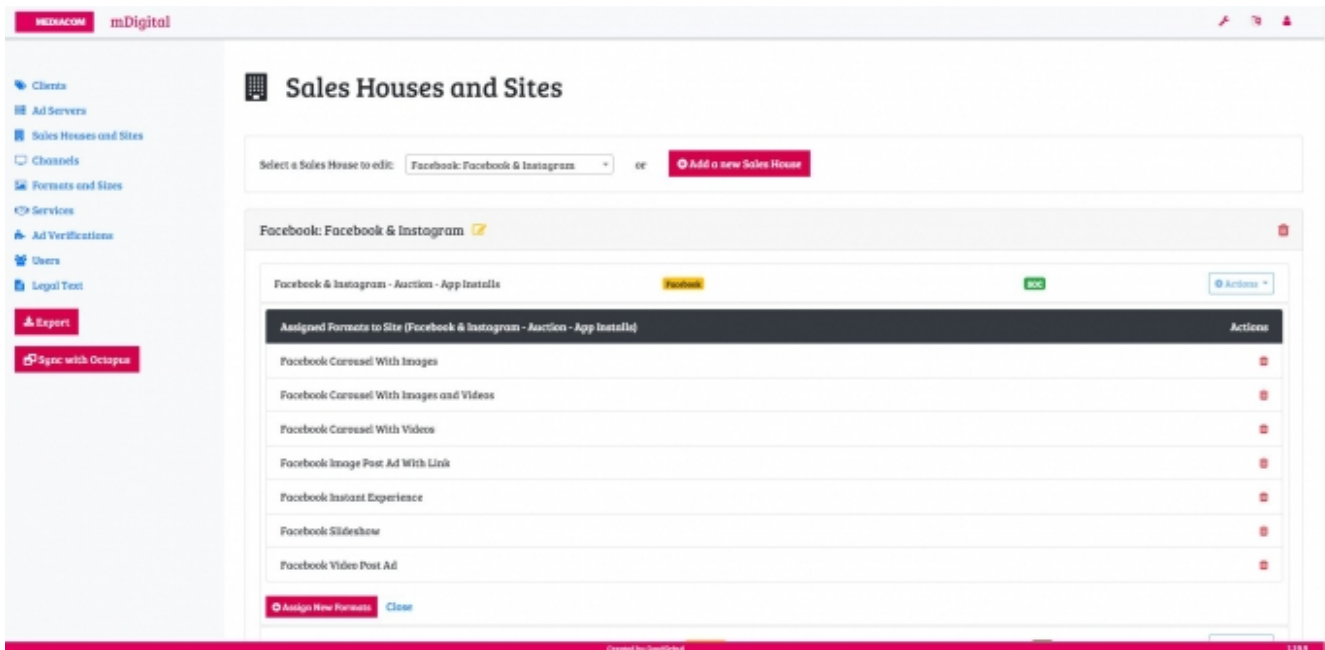 MEDIACOM mDigital
Clients
Ad Servers
Sales Houses and Sites
Channels
Formats and Sizes
Services
Ad Verifications
Users
Legal Text
Export
Sync with Octopus
Sales Houses and Sites
Select a Sales House to edit: Facebook: Facebook & Instagram or Add a new Sales House
Facebook: Facebook & Instagram
Facebook & Instagram - Auction - App Installs Facebook Actions
Assigned Formats to Site (Facebook & Instagram - Auction - App Installs) Actions
Facebook Carousel With Images
Facebook Carousel With Images and Videos
Facebook Carousel With Videos
Facebook Image Post Ad With Link
Facebook Instant Experience
Facebook Slideshow
Facebook Video Post Ad
Assign New Formats Close
Created by